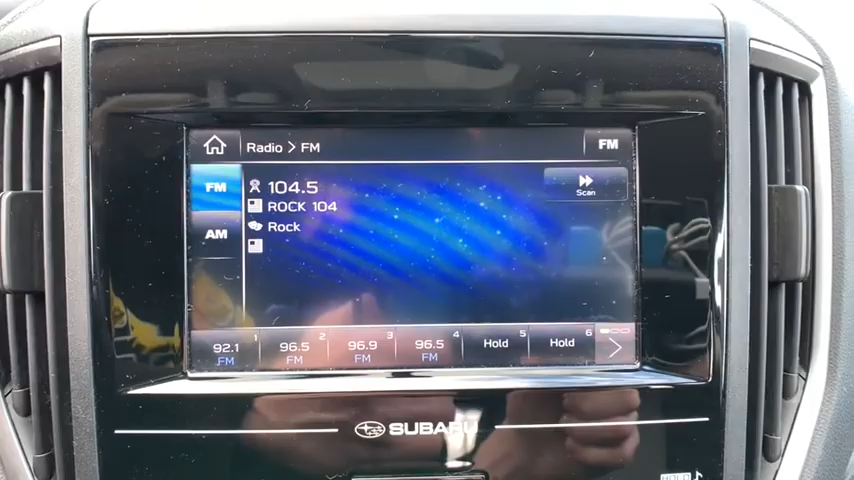 Radio > FM
FM
FM
104.5
Scan
ROCK 104
AM
Rock
1 2 3 4 5 6
92.1 96.5 96.9 96.5 Hold Hold
FM FM FM FM
SUBARU